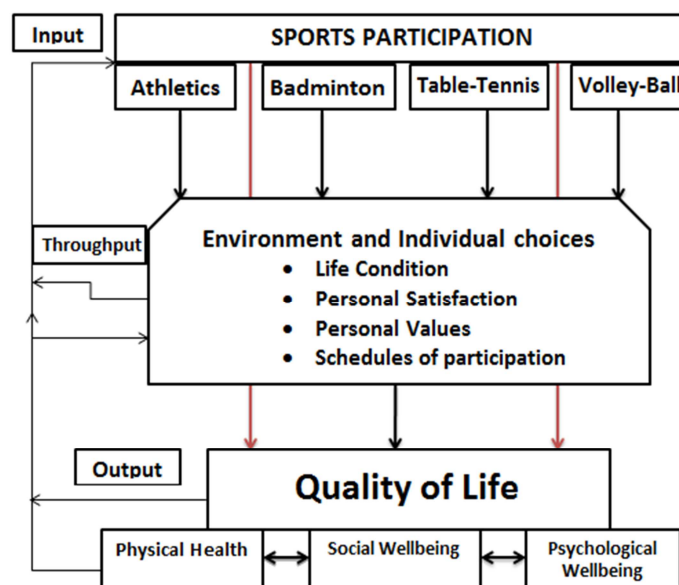 Input
SPORTS PARTICIPATION
Athletics
Badminton
Table-Tennis
Volley-Ball
Throughput
Environment and Individual choices
• Life Condition
• Personal Satisfaction
• Personal Values
• Schedules of participation
Output
Quality of Life
Physical Health
Social Wellbeing
Psychological
Wellbeing